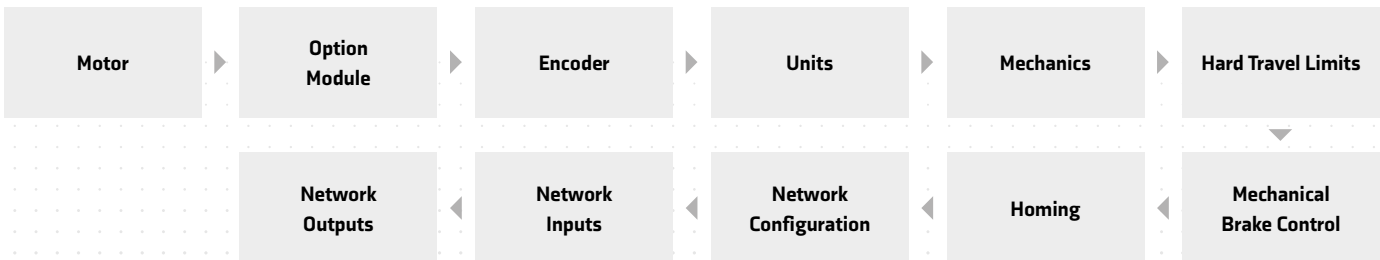 Motor
Option
Module
Encoder
Units
Mechanics
Hard Travel Limits
Mechanical
Brake Control
Homing
Network
Configuration
Network
Inputs
Network
Outputs